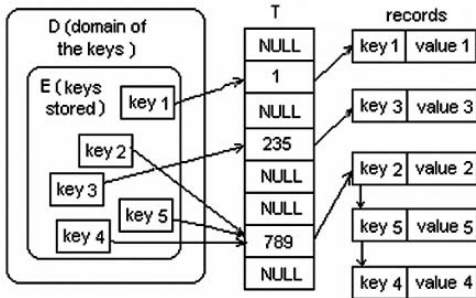 D (domain of
the keys)
E (keys
stored)
key 1
key 2
key 3
key 5
key 4
T
NULL
1
NULL
235
NULL
NULL
789
NULL
records
key 1 value 1
key 3 value 3
key 2 value 2
key 5 value 5
key 4 value 4